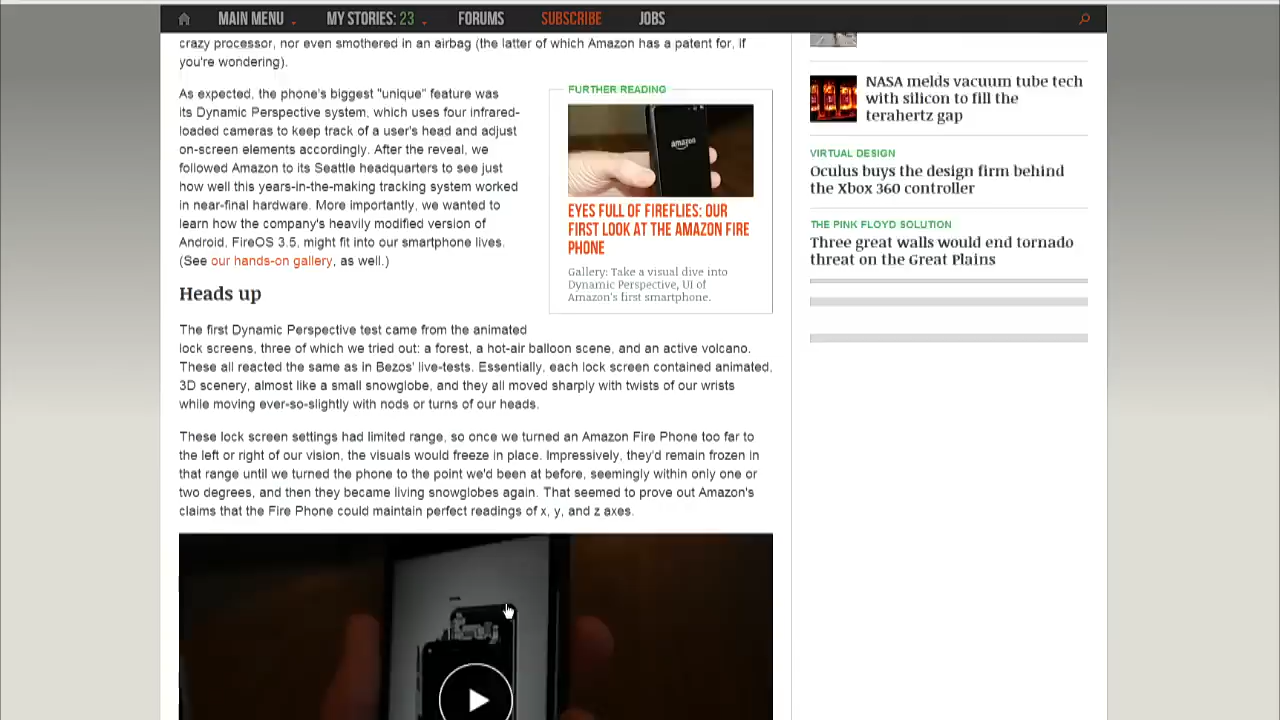 MAIN MENU MY STORIES: 23 FORUMS SUBSCRIBE JOBS
crazy processor, nor even smothered in an airbag (the latter of which Amazon has a patent for, if
you're wondering).
As expected, the phone's biggest "unique" feature was
its Dynamic Perspective system, which uses four infrared-
loaded cameras to keep track of a user's head and adjust
on-screen elements accordingly. After the reveal, we
followed Amazon to its Seattle headquarters to see just
how well this years-in-the-making tracking system worked
in near-final hardware. More importantly, we wanted to
learn how the company's heavily modified version of
Android, FireOS 3.5, might fit into our smartphone lives.
(See our hands-on gallery, as well.)
FURTHER READING
amazon
EYES FULL OF FIREFLIES: OUR
FIRST LOOK AT THE AMAZON FIRE
PHONE
Gallery: Take a visual dive into
Dynamic Perspective, UI of
Amazon's first smartphone.
Heads up
The first Dynamic Perspective test came from the animated
lock screens, three of which we tried out: a forest, a hot-air balloon scene, and an active volcano.
These all reacted the same as in Bezos' live-tests. Essentially, each lock screen contained animated,
3D scenery, almost like a small snowglobe, and they all moved sharply with twists of our wrists
while moving ever-so-slightly with nods or turns of our heads.
These lock screen settings had limited range, so once we turned an Amazon Fire Phone too far to
the left or right of our vision, the visuals would freeze in place. Impressively, they'd remain frozen in
that range until we turned the phone to the point we'd been at before, seemingly within only one or
two degrees, and then they became living snowglobes again. That seemed to prove out Amazon's
claims that the Fire Phone could maintain perfect readings of x, y, and z axes.
NASA melds vacuum tube tech
with silicon to fill the
terahertz gap
VIRTUAL DESIGN
Oculus buys the design firm behind
the Xbox 360 controller
THE PINK FLOYD SOLUTION
Three great walls would end tornado
threat on the Great Plains